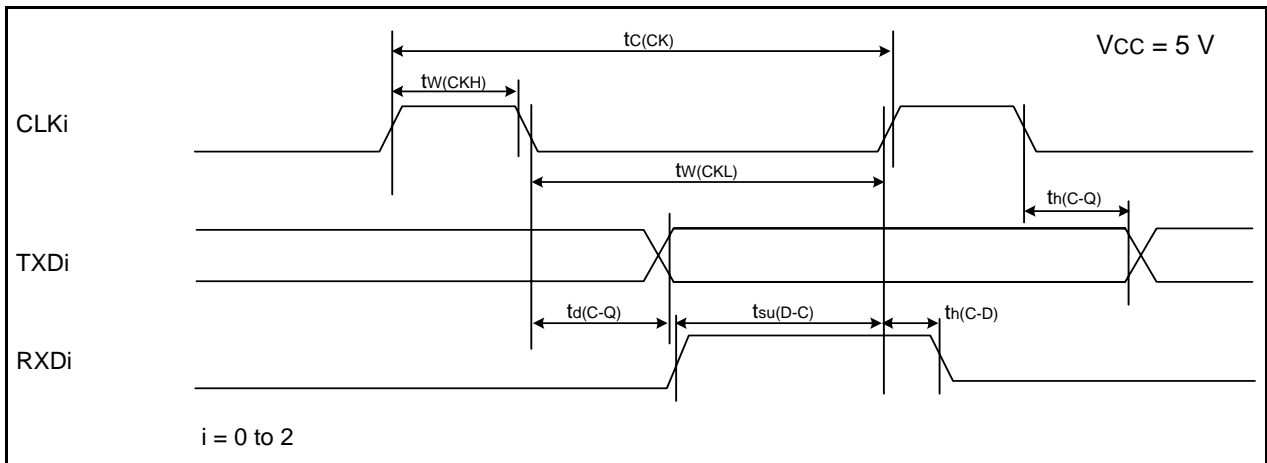 tC(CK)
VCC = 5 V
tW(CKH)
CLKi
tW(CKL)
th(C-Q)
TXDi
td(C-Q)
tsu(D-C)
th(C-D)
RXDi
i = 0 to 2